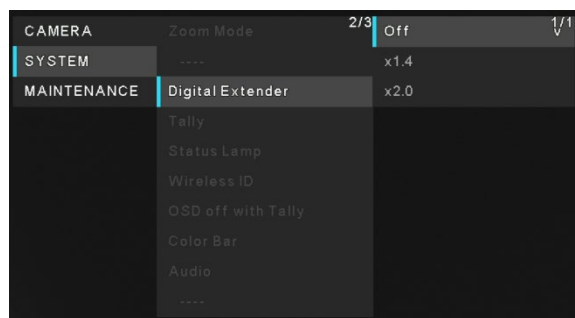 CAMERA
SYSTEM
MAINTENANCE
2/3
Zoom Mode
----
Digital Extender
Tally
Status Lamp
Wireless ID
OSD off with Tally
Color Bar
Audio
----
1/1
Off
x1.4
x2.0